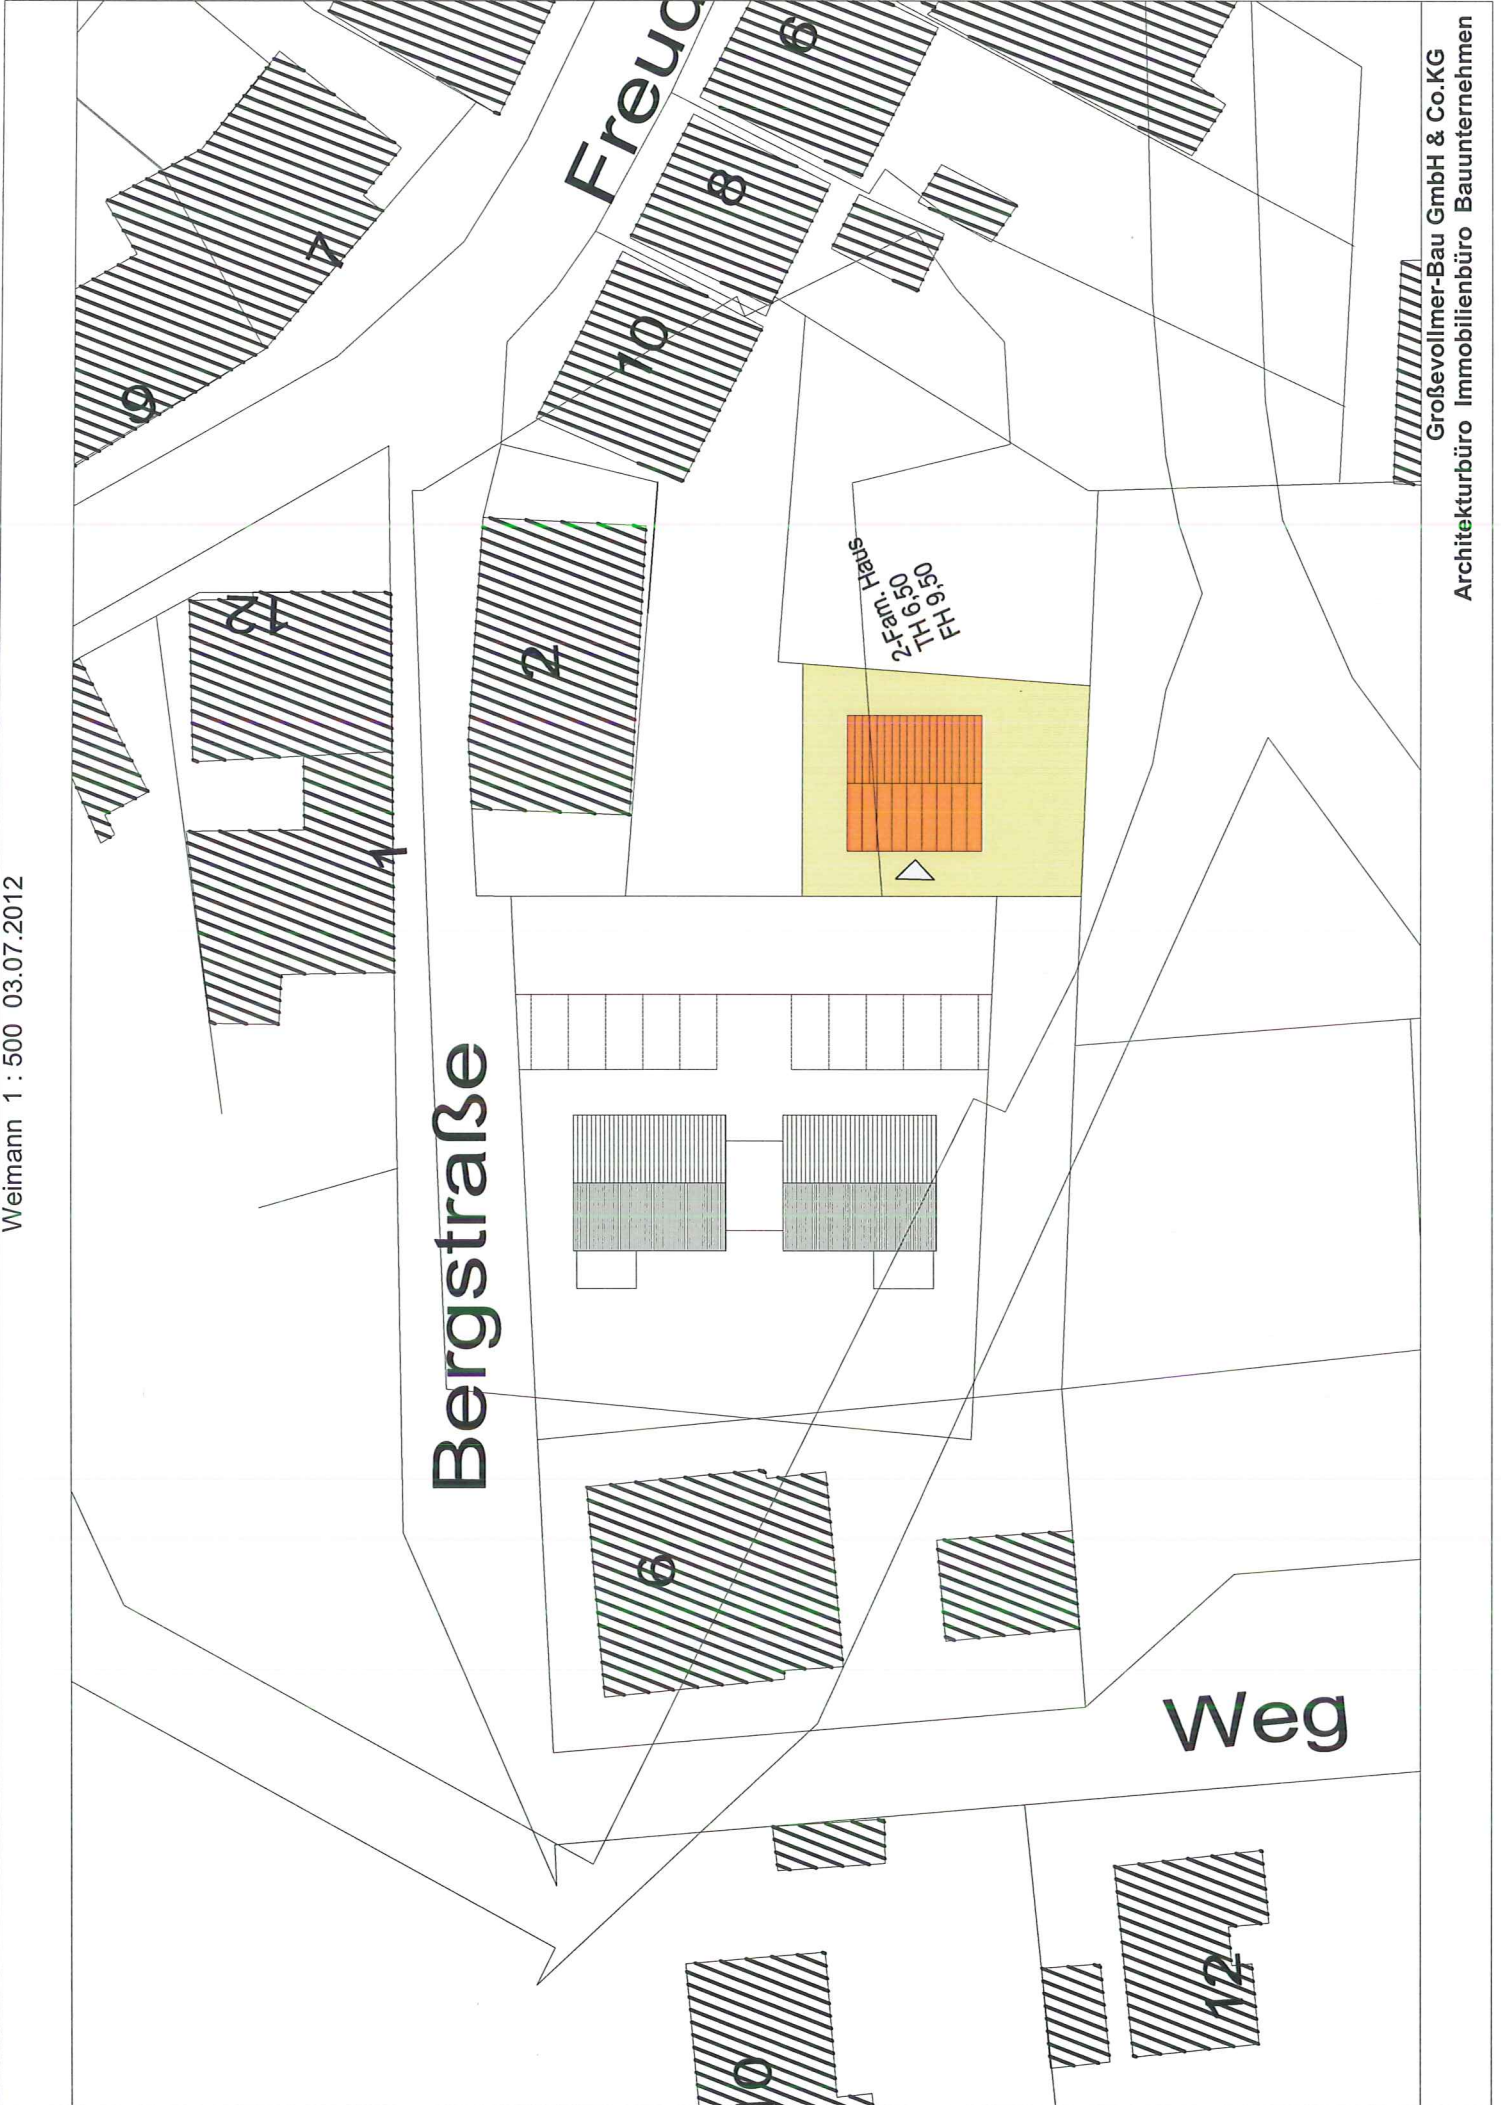 Weimann 1 : 500 03.07.2012
Großevollmer-Bau GmbH & Co.KG
Architekturbüro Immobilienbüro Bauunternehmen
Freud
6
8
10
7
9
12
1
2
2-Fam. Haus
TH 6,50
FH 9,50
Bergstraße
6
Weg
12
0